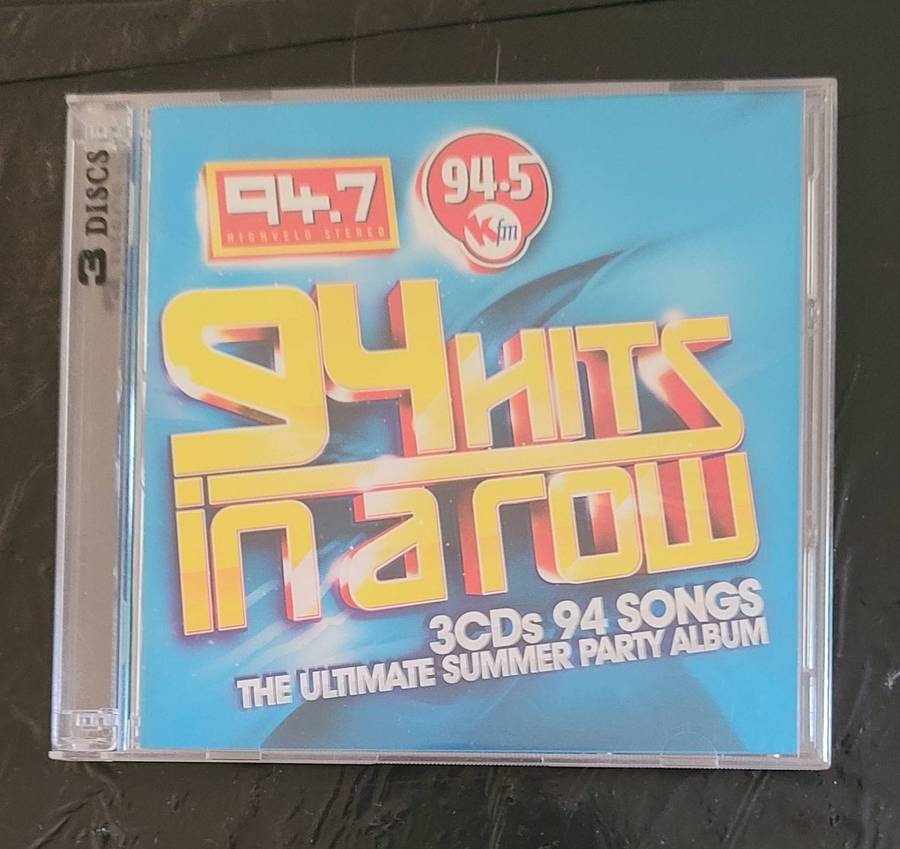 3 DISCS
94.7
HIGHVELD STEREO
94.5
Kfm
94 HITS
in a row
3CDs 94 SONGS
THE ULTIMATE SUMMER PARTY ALBUM